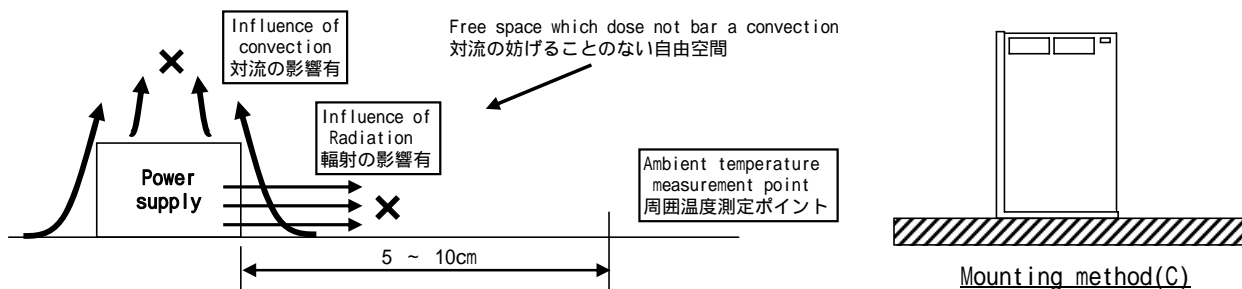 Influence of
convection
対流の影響有
Free space which dose not bar a convection
対流の妨げることのない自由空間
Influence of
Radiation
輻射の影響有
Power
supply
Ambient temperature
measurement point
周囲温度測定ポイント
5 ~ 10cm
Mounting method(C)